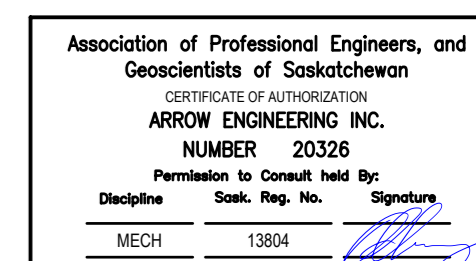 Association of Professional Engineers, and
Geoscientists of Saskatchewan
CERTIFICATE OF AUTHORIZATION
ARROW ENGINEERING INC.
NUMBER 20326
Permission to Consult held By:
Discipline Sask. Reg. No. Signature
MECH 13804